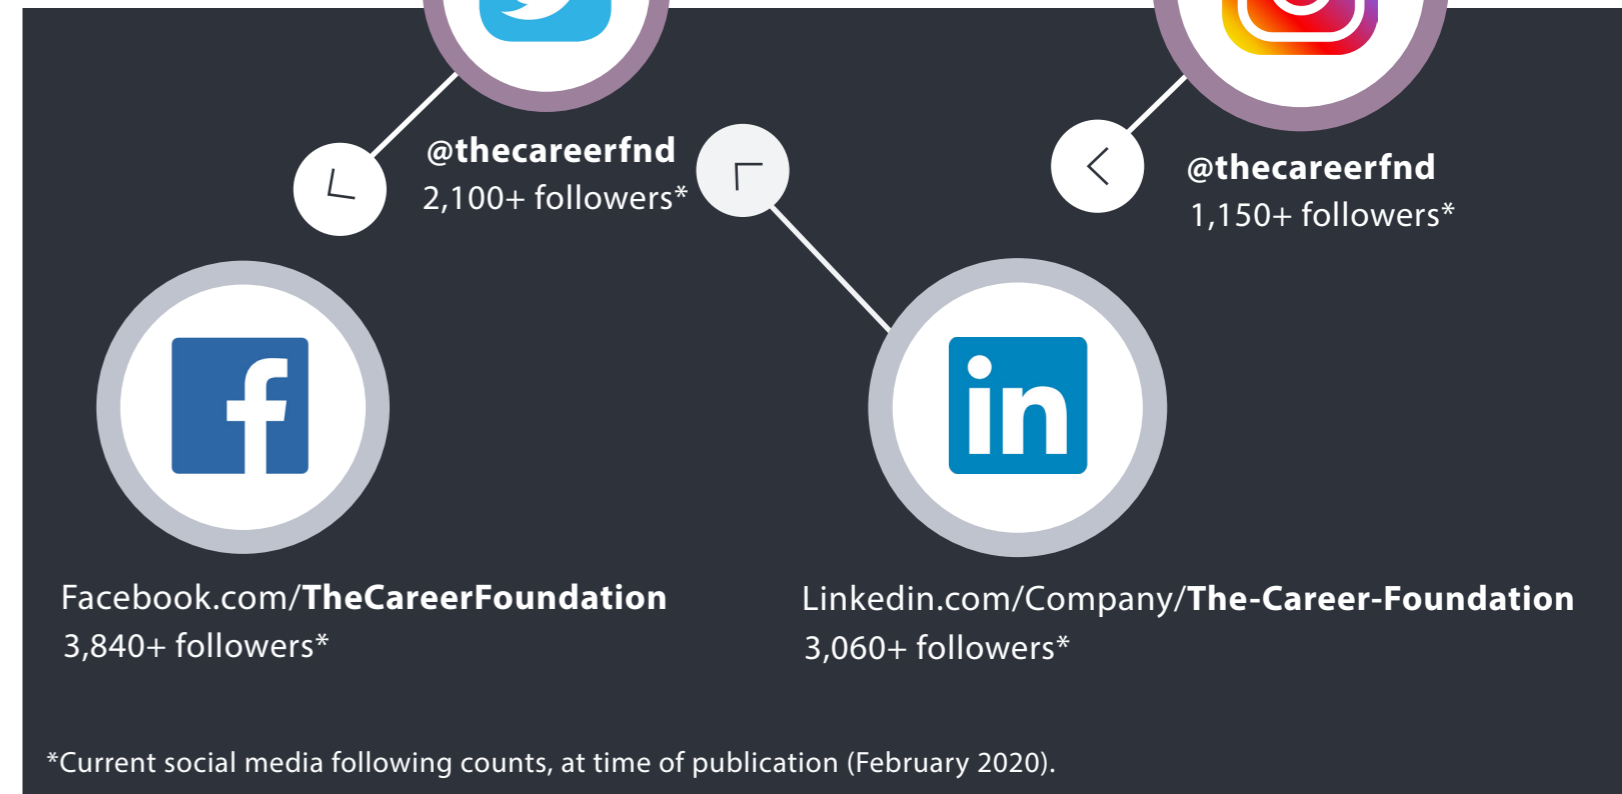 @thecareerfnd
2,100+ followers*
@thecareerfnd
1,150+ followers*
f
in
Facebook.com/TheCareerFoundation
3,840+ followers*
Linkedin.com/Company/The-Career-Foundation
3,060+ followers*
*Current social media following counts, at time of publication (February 2020).